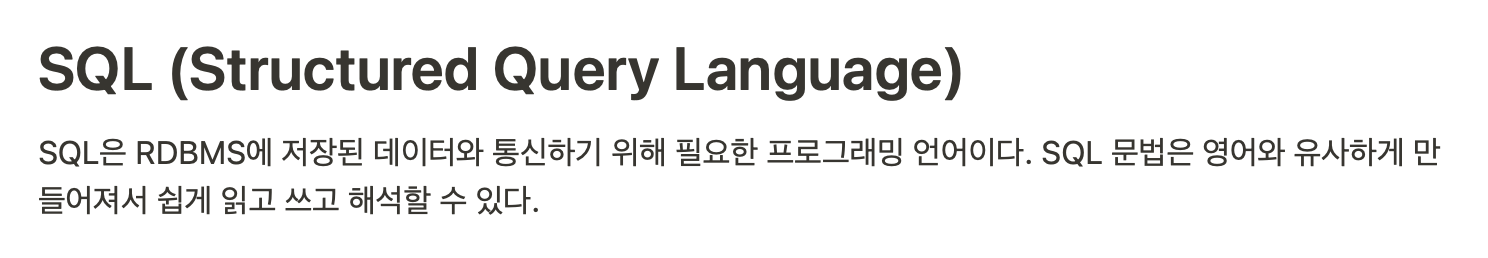 SQL (Structured Query Language)
SQL은 RDBMS에 저장된 데이터와 통신하기 위해 필요한 프로그래밍 언어이다. SQL 문법은 영어와 유사하게 만
들어져서 쉽게 읽고 쓰고 해석할 수 있다.